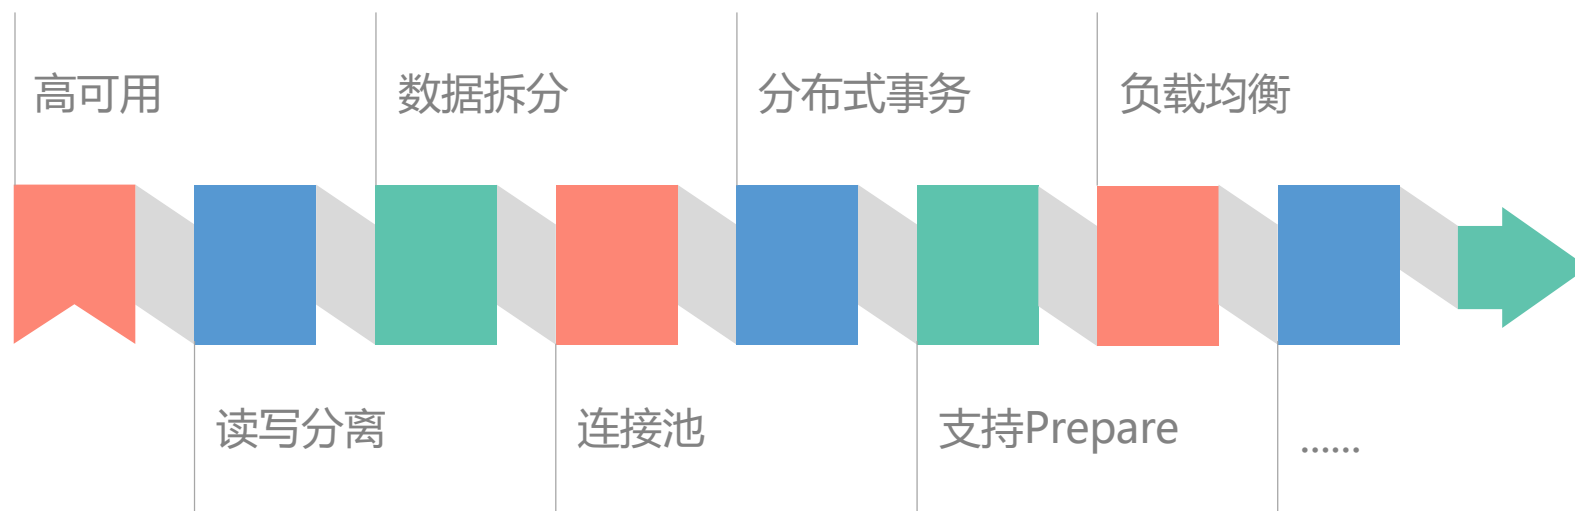 高可用
数据拆分
分布式事务
负载均衡
读写分离
连接池
支持Prepare
......